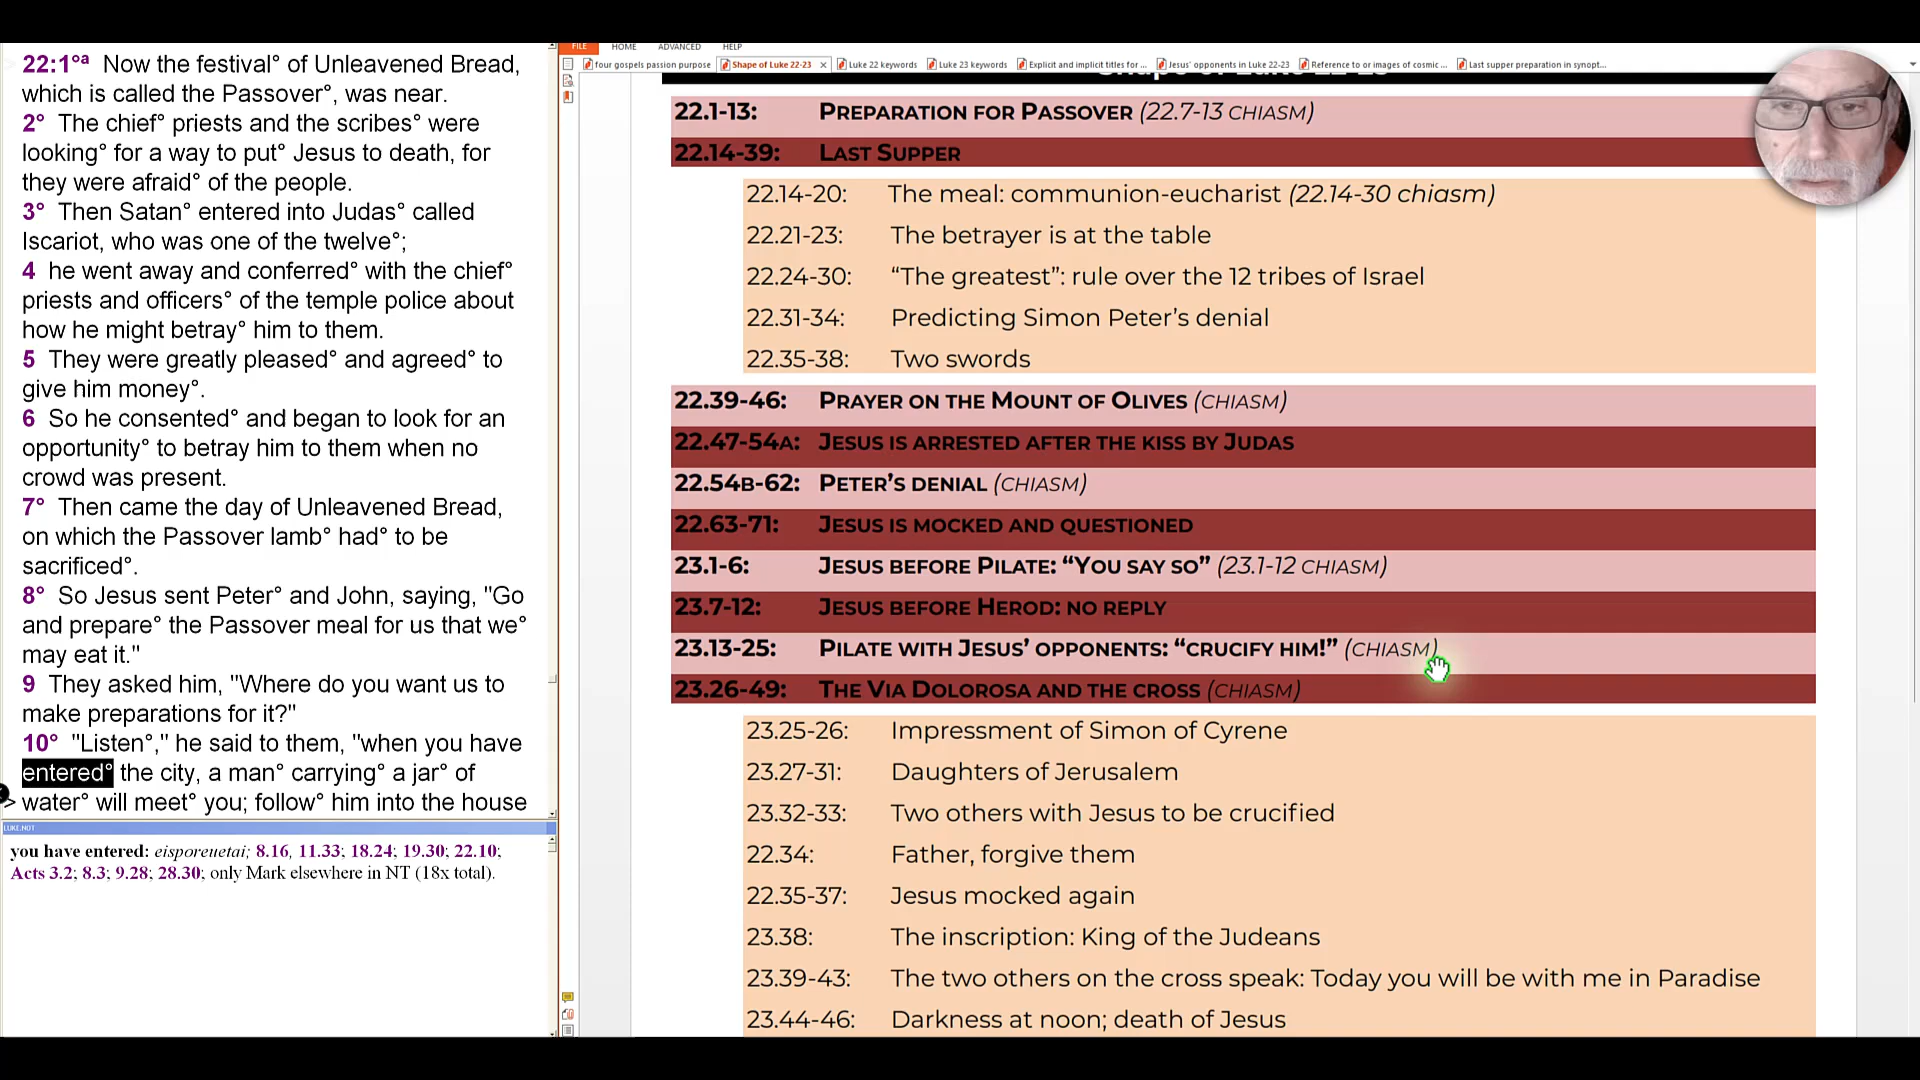 22:1°ª Now the festival° of Unleavened Bread,
which is called the Passover°, was near.
2° The chief° priests and the scribes° were
looking° for a way to put° Jesus to death, for
they were afraid° of the people.
3° Then Satan° entered into Judas° called
Iscariot, who was one of the twelve°;
4 he went away and conferred° with the chief°
priests and officers° of the temple police about
how he might betray° him to them.
5 They were greatly pleased° and agreed° to
give him money°.
6 So he consented° and began to look for an
opportunity° to betray him to them when no
crowd was present.
7° Then came the day of Unleavened Bread,
on which the Passover lamb° had° to be
sacrificed°.
8° So Jesus sent Peter° and John, saying, "Go
and prepare° the Passover meal for us that we°
may eat it."
9 They asked him, "Where do you want us to
make preparations for it?"
10° "Listen°," he said to them, "when you have
entered° the city, a man° carrying° a jar° of
water° will meet° you; follow° him into the house
LUKE.NOT
you have entered: eisporeuetai; 8.16, 11.33; 18.24; 19.30; 22.10;
Acts 3.2; 8.3; 9.28; 28.30; only Mark elsewhere in NT (18x total).
FILE HOME ADVANCED HELP
four gospels passion purpose Shape of Luke 22-23 × Luke 22 keywords Luke 23 keywords Explicit and implicit titles for ... Jesus' opponents in Luke 22-23 Reference to or images of cosmic ... Last supper preparation in synopt...
Shape of Luke 22-23
22.1-13: PREPARATION FOR PASSOVER (22.7-13 CHIASM)
22.14-39: LAST SUPPER
22.14-20: The meal: communion-eucharist (22.14-30 chiasm)
22.21-23: The betrayer is at the table
22.24-30: “The greatest”: rule over the 12 tribes of Israel
22.31-34: Predicting Simon Peter’s denial
22.35-38: Two swords
22.39-46: PRAYER ON THE MOUNT OF OLIVES (CHIASM)
22.47-54A: JESUS IS ARRESTED AFTER THE KISS BY JUDAS
22.54B-62: PETER’S DENIAL (CHIASM)
22.63-71: JESUS IS MOCKED AND QUESTIONED
23.1-6: JESUS BEFORE PILATE: “YOU SAY SO” (23.1-12 CHIASM)
23.7-12: JESUS BEFORE HEROD: NO REPLY
23.13-25: PILATE WITH JESUS’ OPPONENTS: “CRUCIFY HIM!” (CHIASM)
23.26-49: THE VIA DOLOROSA AND THE CROSS (CHIASM)
23.25-26: Impressment of Simon of Cyrene
23.27-31: Daughters of Jerusalem
23.32-33: Two others with Jesus to be crucified
22.34: Father, forgive them
22.35-37: Jesus mocked again
23.38: The inscription: King of the Judeans
23.39-43: The two others on the cross speak: Today you will be with me in Paradise
23.44-46: Darkness at noon; death of Jesus